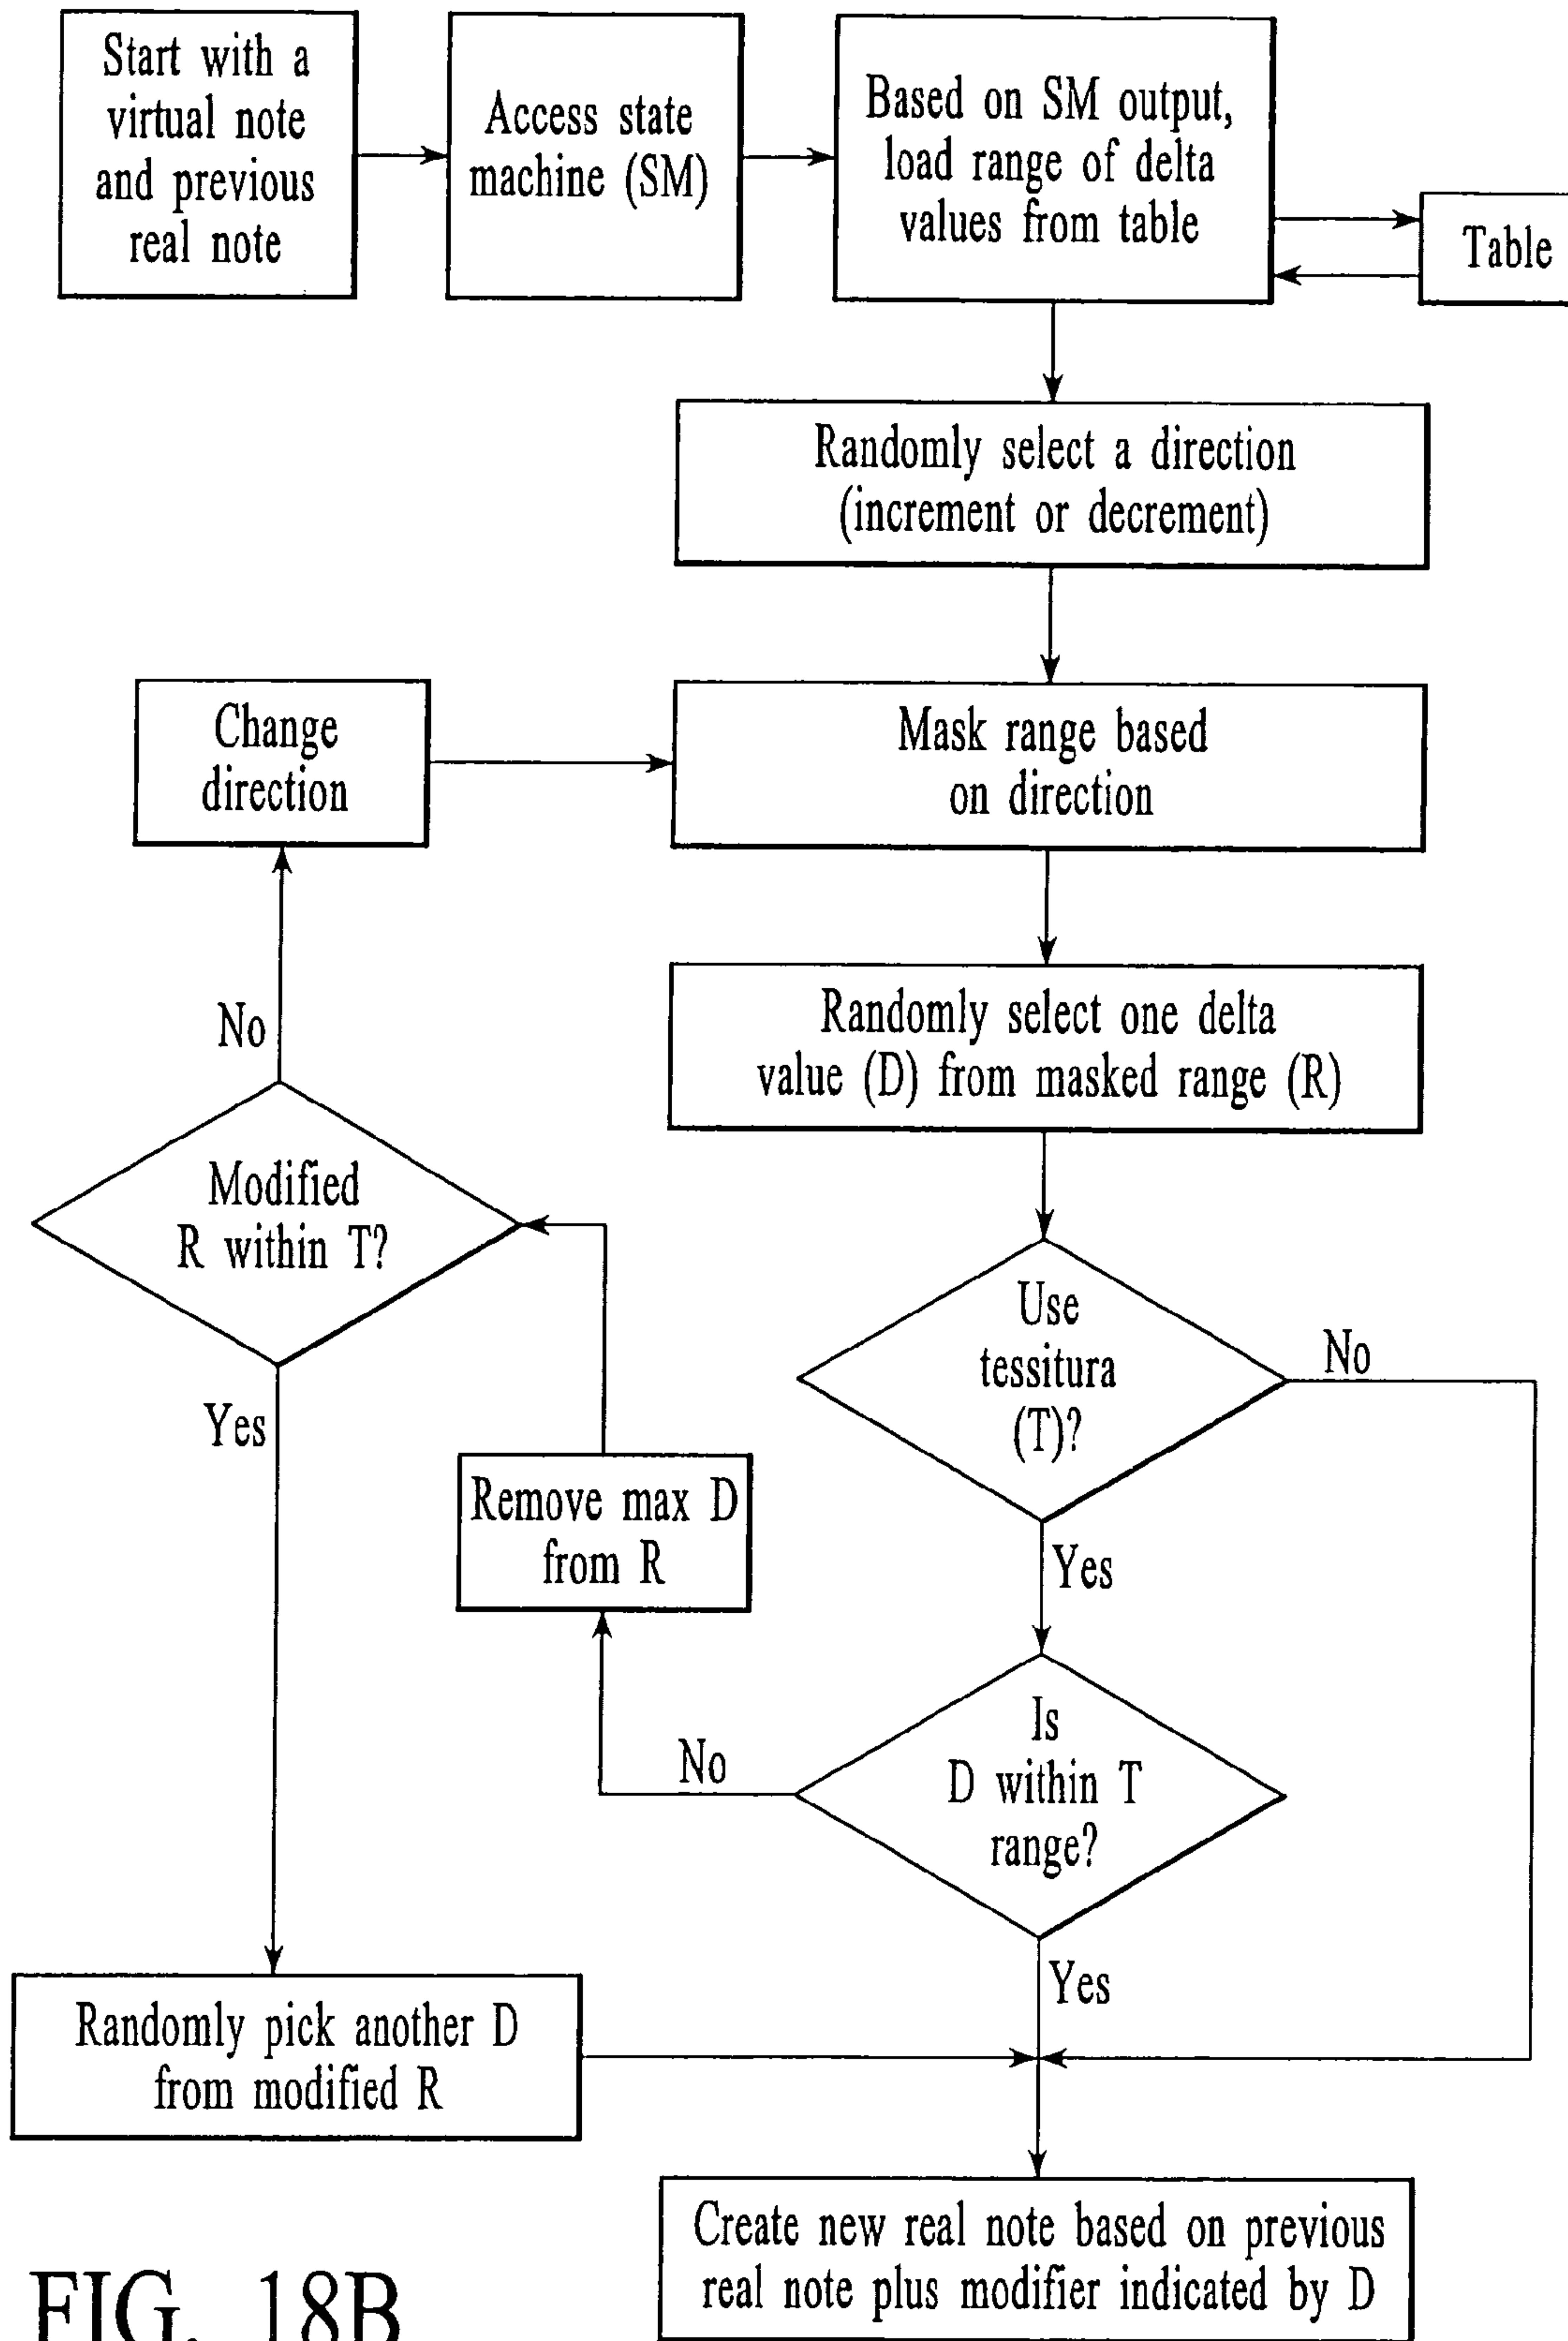 Start with a
virtual note
and previous
real note
Access state
machine (SM)
Based on SM output,
load range of delta
values from table
Table
Randomly select a direction
(increment or decrement)
Change
direction
Mask range based
on direction
No
Randomly select one delta
value (D) from masked range (R)
Modified
R within T?
Use
tessitura
(T)?
No
Yes
Remove max D
from R
Yes
Is
D within T
range?
No
Yes
Randomly pick another D
from modified R
Create new real note based on previous
real note plus modifier indicated by D
FIG. 18B